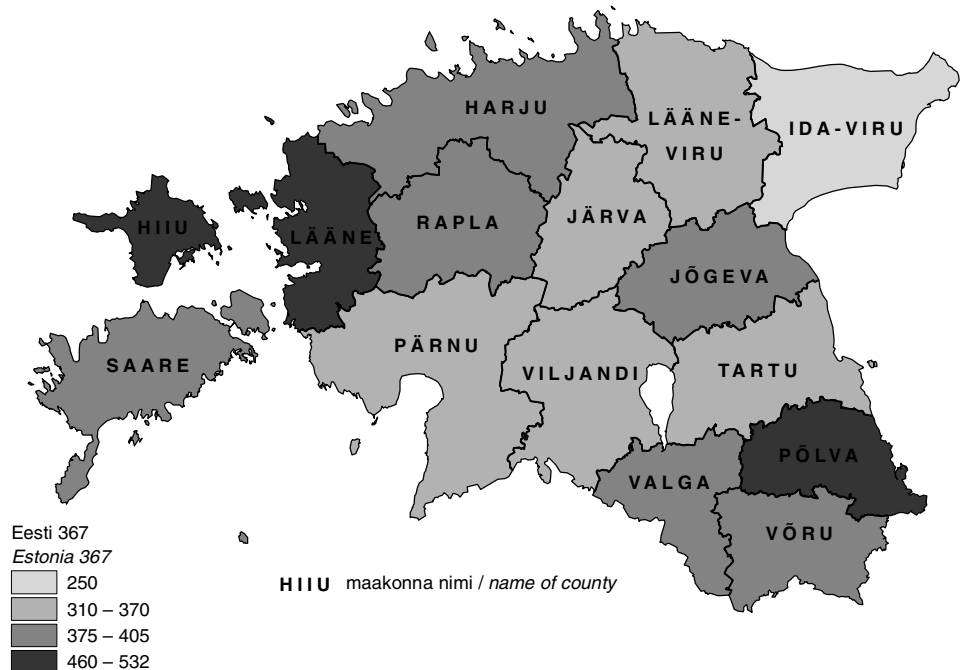 HARJU
LÄÄNE-
VIRU
IDA-VIRU
HIIU
LÄÄNE
RAPLA
JÄRVA
JÕGEVA
SAARE
PÄRNU
VILJANDI
TARTU
PÕLVA
VALGA
VÕRU
Eesti 367
Estonia 367
250
310 – 370
375 – 405
460 – 532
HIIU maakonna nimi / name of county